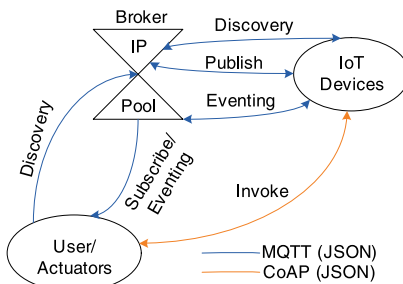 Broker
Discovery
IP
Publish
IoT
Devices
Pool
Eventing
Discovery
Subscribe/
Eventing
Invoke
User/
Actuators
MQTT (JSON)
CoAP (JSON)